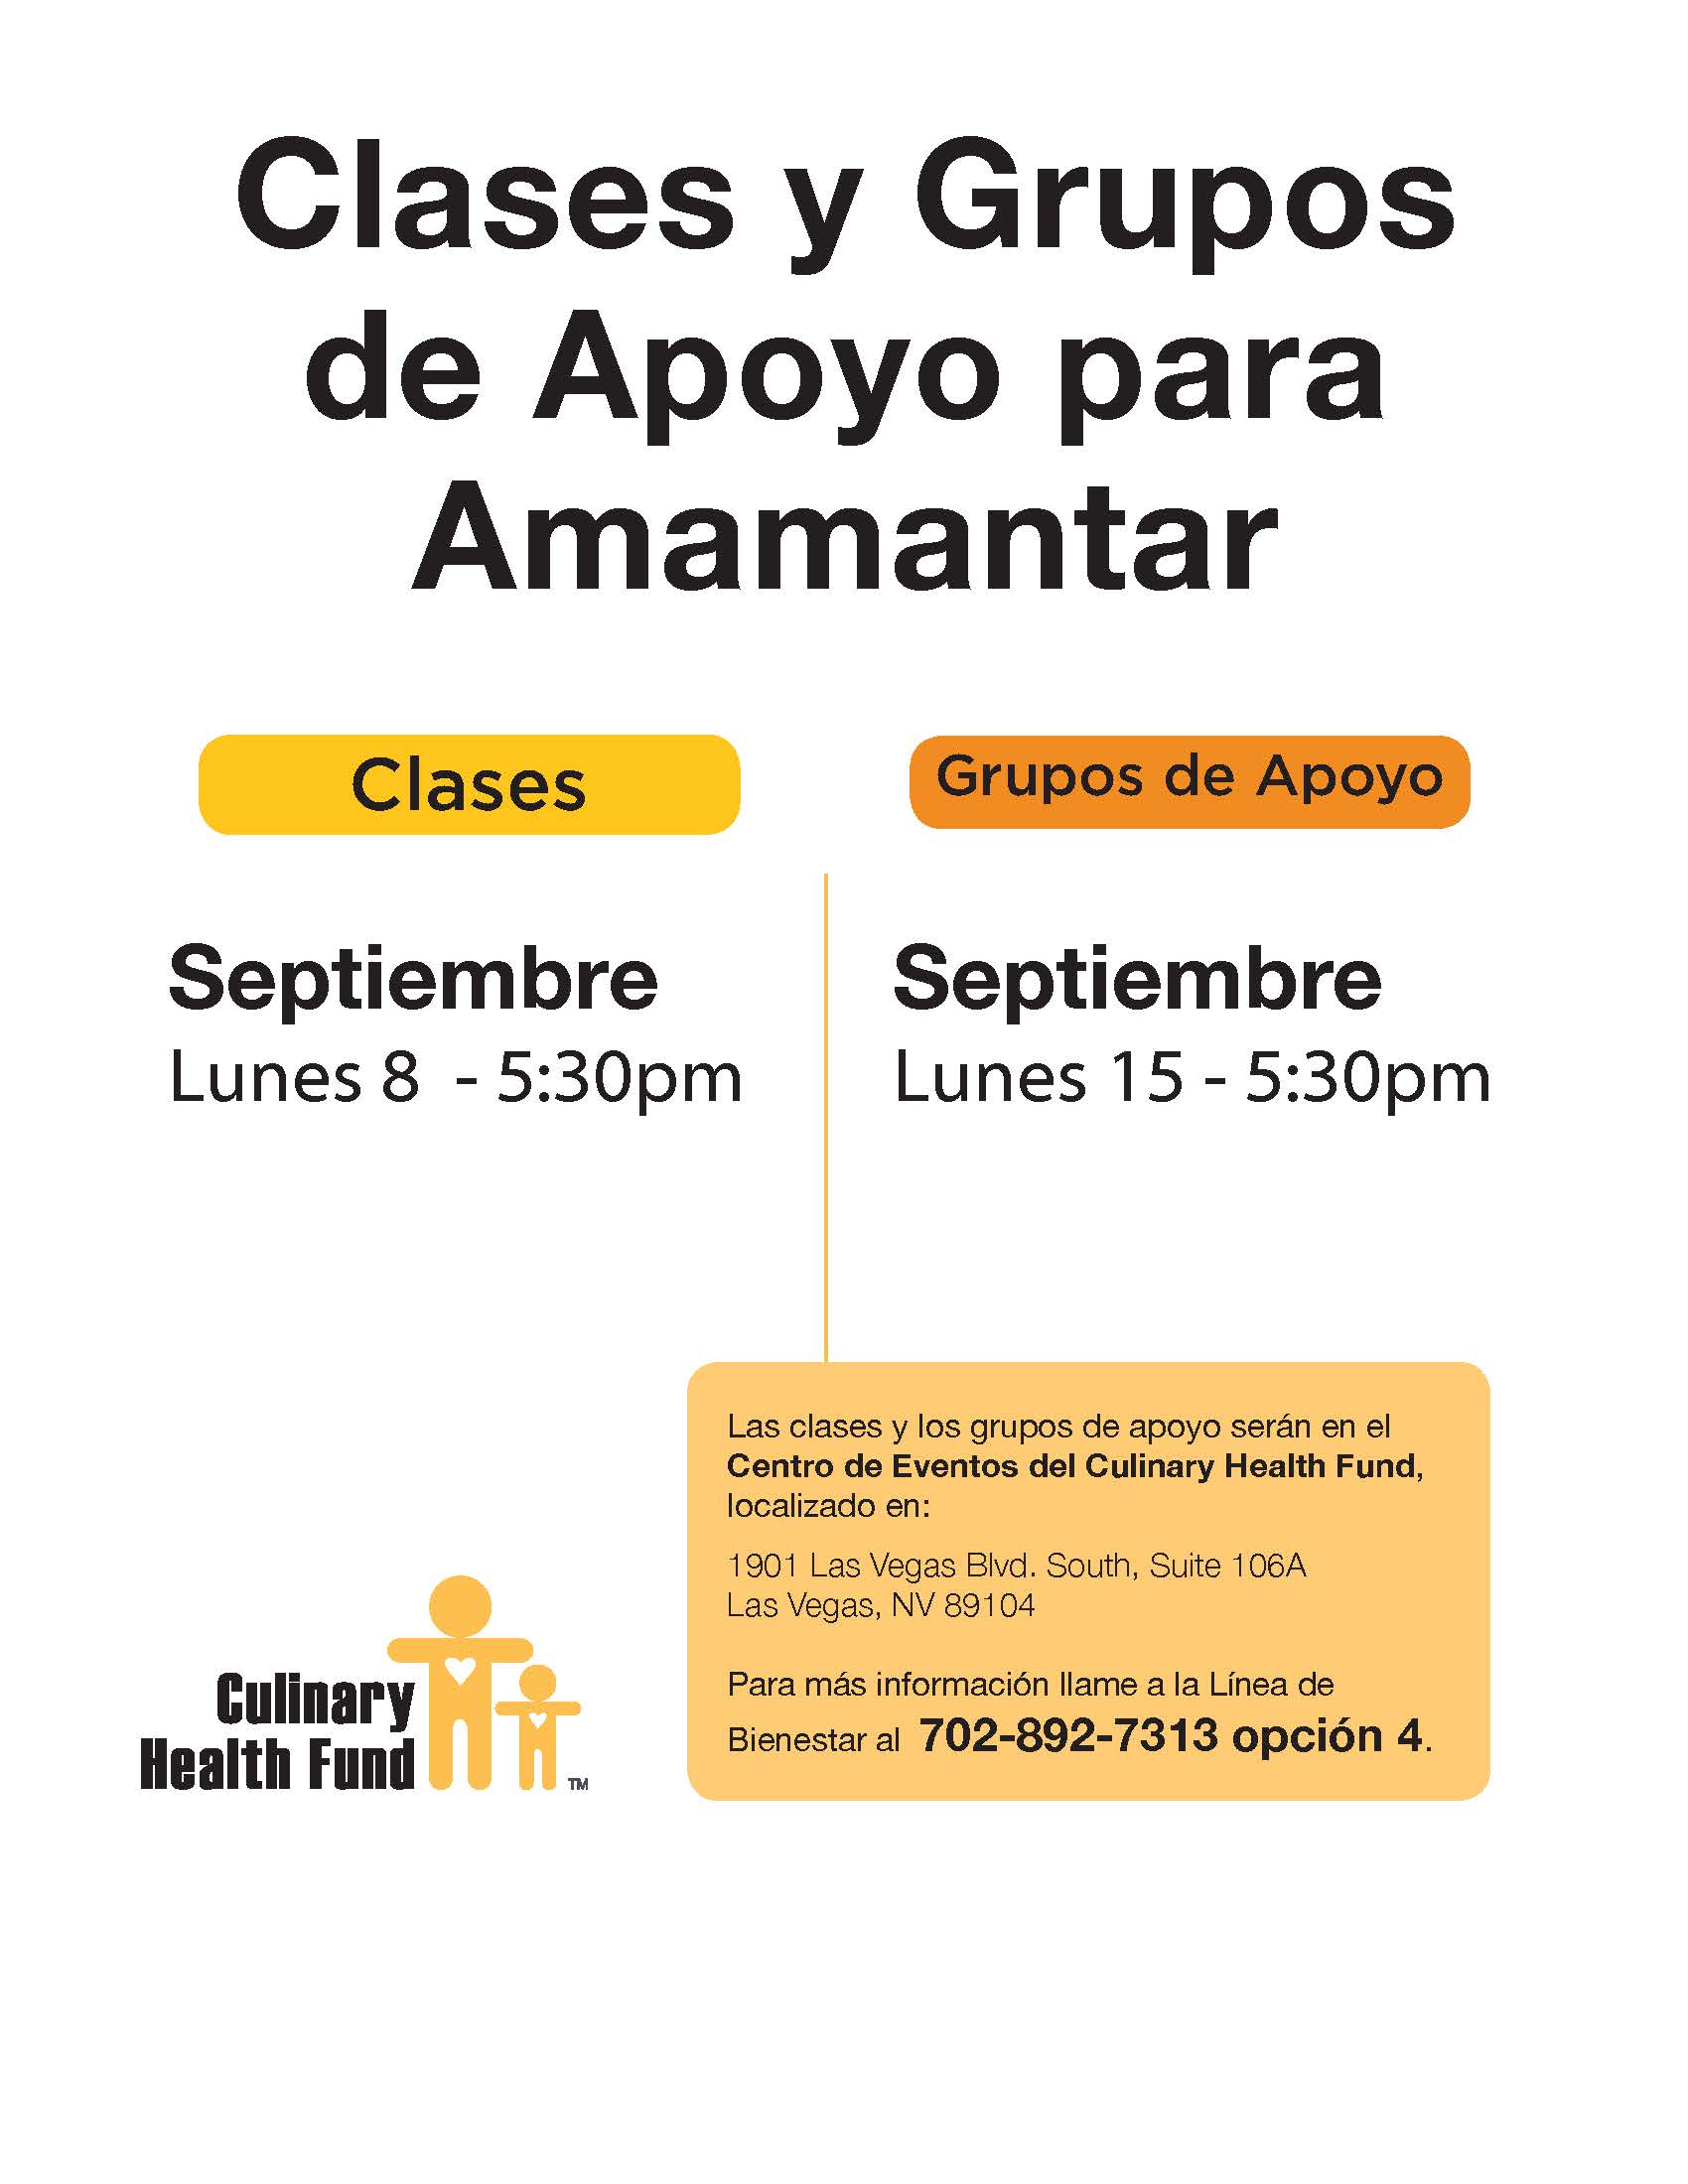 Clases y Grupos
de Apoyo para
Amamantar
Clases
Septiembre
Lunes 8 - 5:30pm
Grupos de Apoyo
Septiembre
Lunes 15 - 5:30pm
Las clases y los grupos de apoyo serán en el
Centro de Eventos del Culinary Health Fund,
localizado en:
1901 Las Vegas Blvd. South, Suite 106A
Las Vegas, NV 89104
Para más información llame a la Línea de
Bienestar al 702-892-7313 opción 4.
Culinary
Health Fund
TM